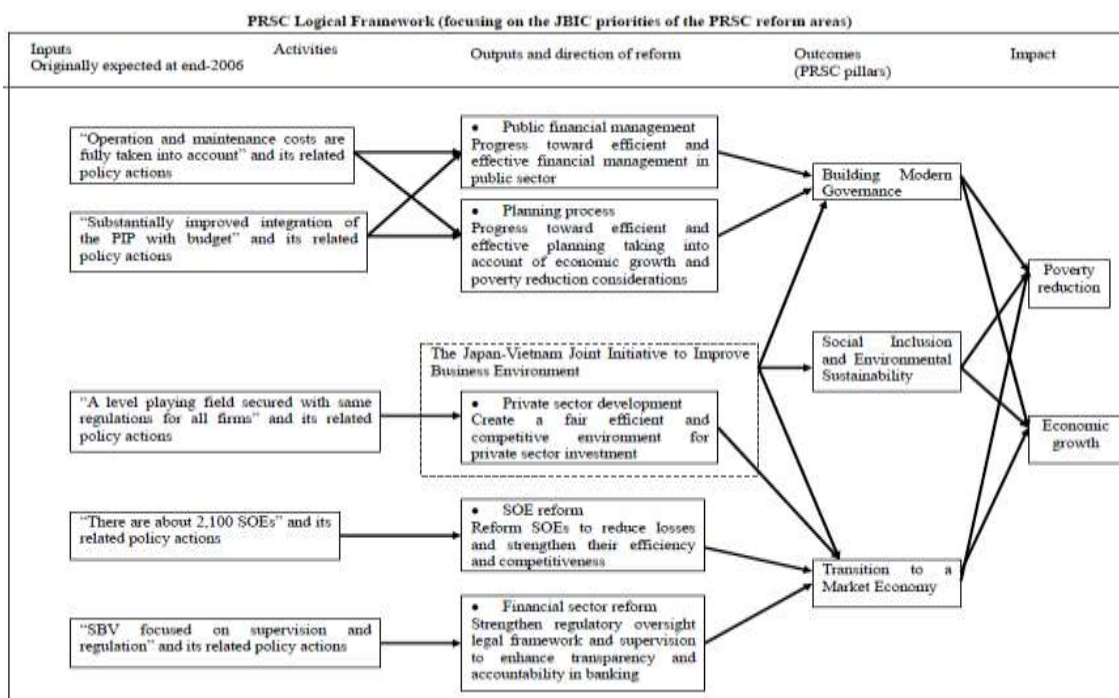 PRSC Logical Framework (focusing on the JBIC priorities of the PRSC reform areas)
Inputs
Originally expected at end-2006
Activities
Outputs and direction of reform
Outcomes
(PRSC pillars)
Impact
"Operation and maintenance costs are
fully taken into account" and its related
policy actions
"Substantially improved integration of
the PIP with budget" and its related
policy actions
"A level playing field secured with same
regulations for all firms" and its related
policy actions
"There are about 2,100 SOEs" and its
related policy actions
"SBV focused on supervision and
regulation" and its related policy actions
• Public financial management
Progress toward efficient and
effective financial management in
public sector
• Planning process
Progress toward efficient and
effective planning taking into
account of economic growth and
poverty reduction considerations
The Japan-Vietnam Joint Initiative to Improve
Business Environment
• Private sector development
Create a fair efficient and
competitive environment for
private sector investment
• SOE reform
Reform SOEs to reduce losses
and strengthen their efficiency
and competitiveness
• Financial sector reform
Strengthen regulatory oversight
legal framework and supervision
to enhance transparency and
accountability in banking
Building Modern
Governance
Social Inclusion
and Environmental
Sustainability
Transition to a
Market Economy
Poverty
reduction
Economic
growth